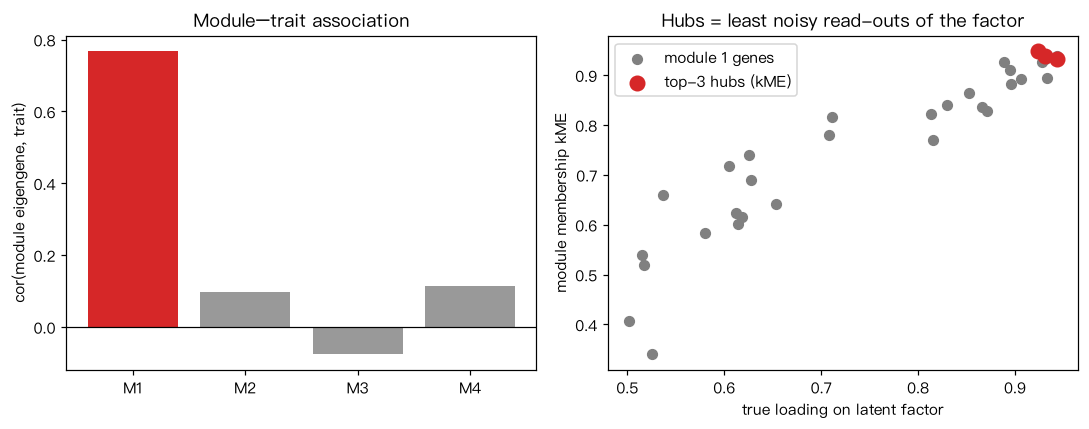 Module−trait association
cor(module eigengene, trait)
0.8
0.6
0.4
0.2
0.0
M1
M2
M3
M4
Hubs = least noisy read−outs of the factor
module membership kME
0.9
0.8
0.7
0.6
0.5
0.4
module 1 genes
top−3 hubs (kME)
0.5
0.6
0.7
0.8
0.9
true loading on latent factor